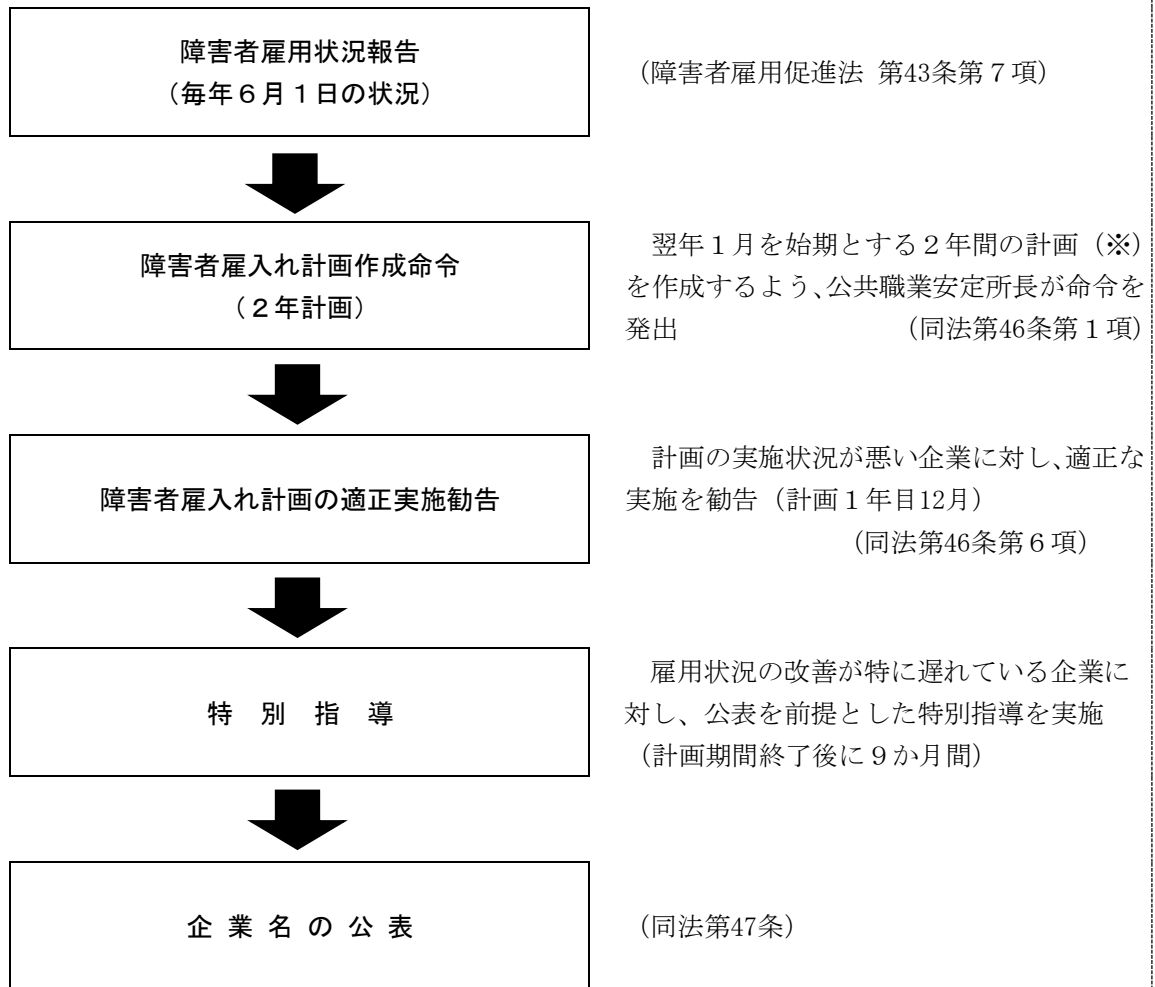 障害者雇用状況報告
（毎年６月１日の状況）
（障害者雇用促進法 第43条第７項）
障害者雇入れ計画作成命令
（２年計画）
翌年１月を始期とする２年間の計画（※）
を作成するよう、公共職業安定所長が命令を
発出 （同法第46条第１項）
障害者雇入れ計画の適正実施勧告
計画の実施状況が悪い企業に対し、適正な
実施を勧告（計画１年目12月）
（同法第46条第６項）
特 別 指 導
雇用状況の改善が特に遅れている企業に
対し、公表を前提とした特別指導を実施
（計画期間終了後に９か月間）
企 業 名 の 公 表
（同法第47条）